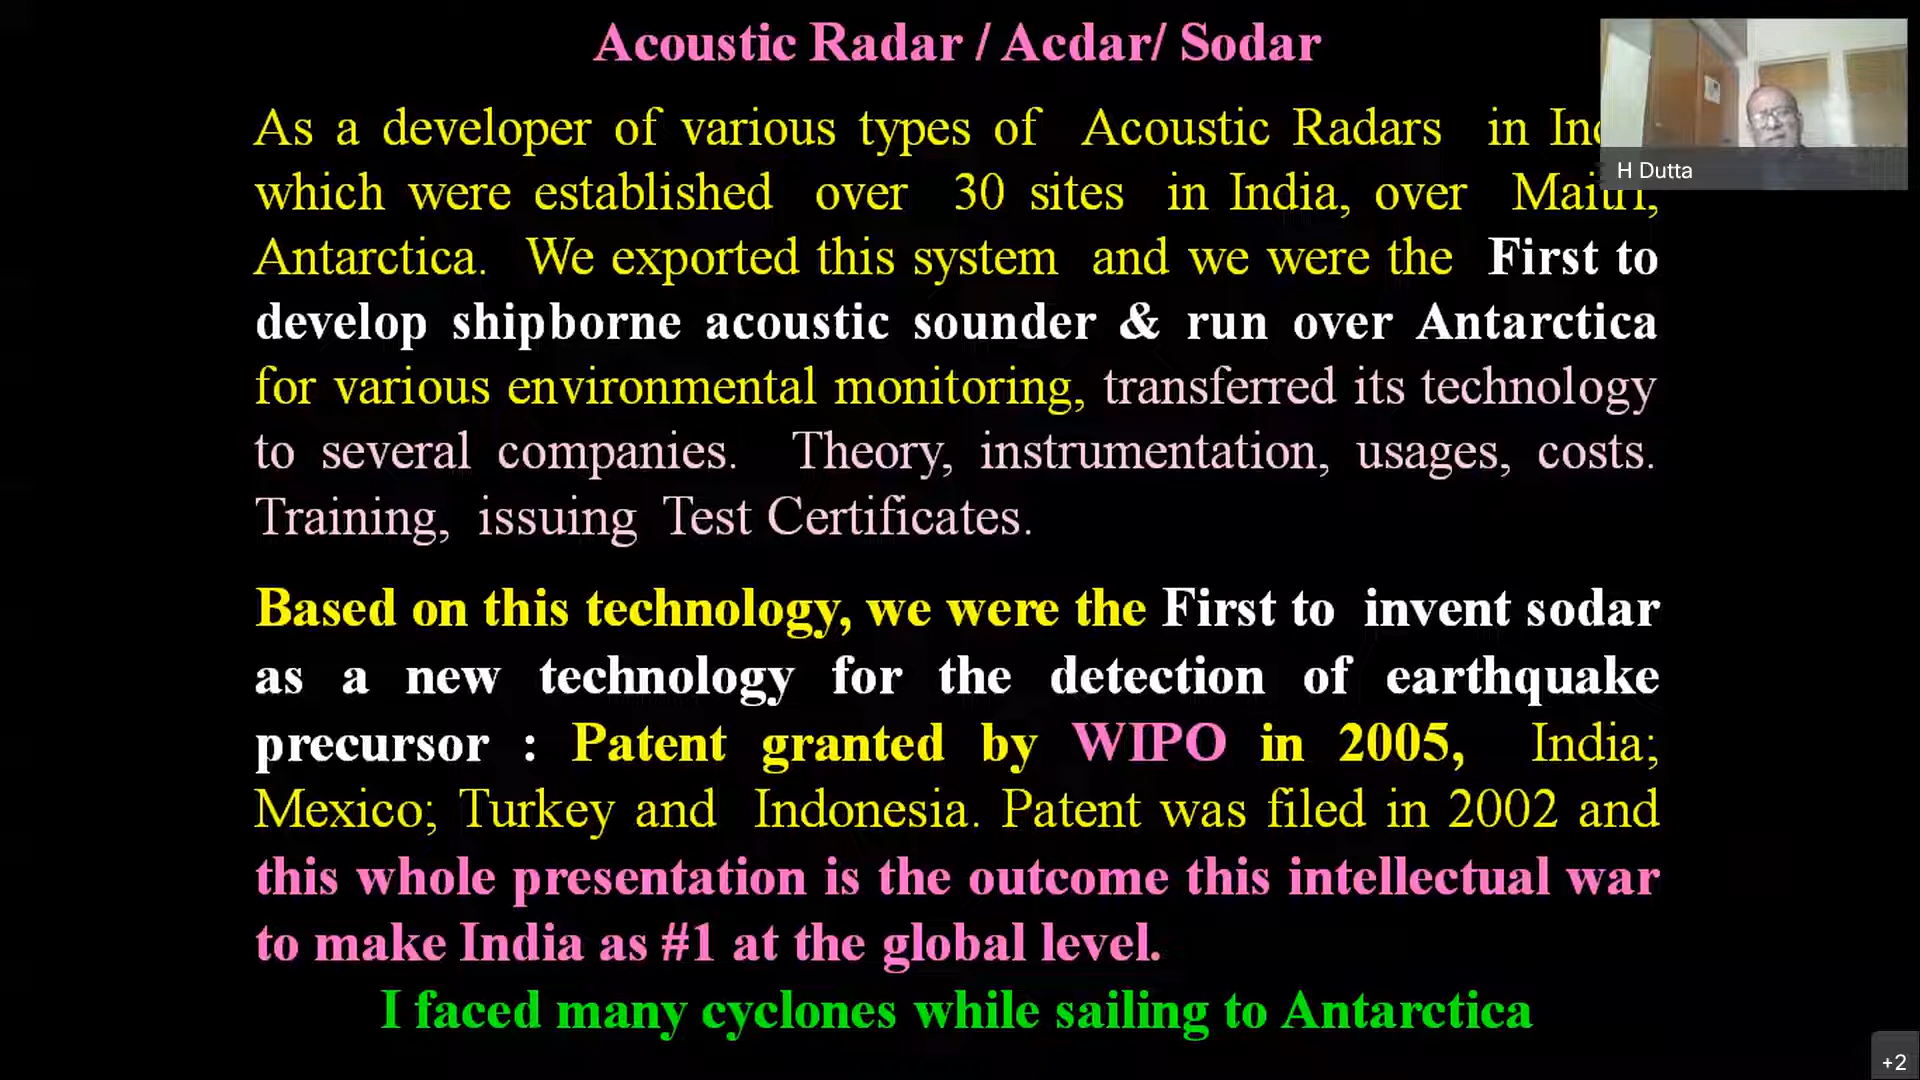 Acoustic Radar / Acdar/ Sodar
As a developer of various types of Acoustic Radars in
which were established over 30 sites in India, over Maitri,
Antarctica. We exported this system and we were the First to
develop shipborne acoustic sounder & run over Antarctica
for various environmental monitoring, transferred its technology
to several companies. Theory, instrumentation, usages, costs.
Training, issuing Test Certificates.
Based on this technology, we were the First to invent sodar
as a new technology for the detection of earthquake
precursor : Patent granted by WIPO in 2005, India;
Mexico; Turkey and Indonesia. Patent was filed in 2002 and
this whole presentation is the outcome this intellectual war
to make India as #1 at the global level.
I faced many cyclones while sailing to Antarctica
H Dutta
+2